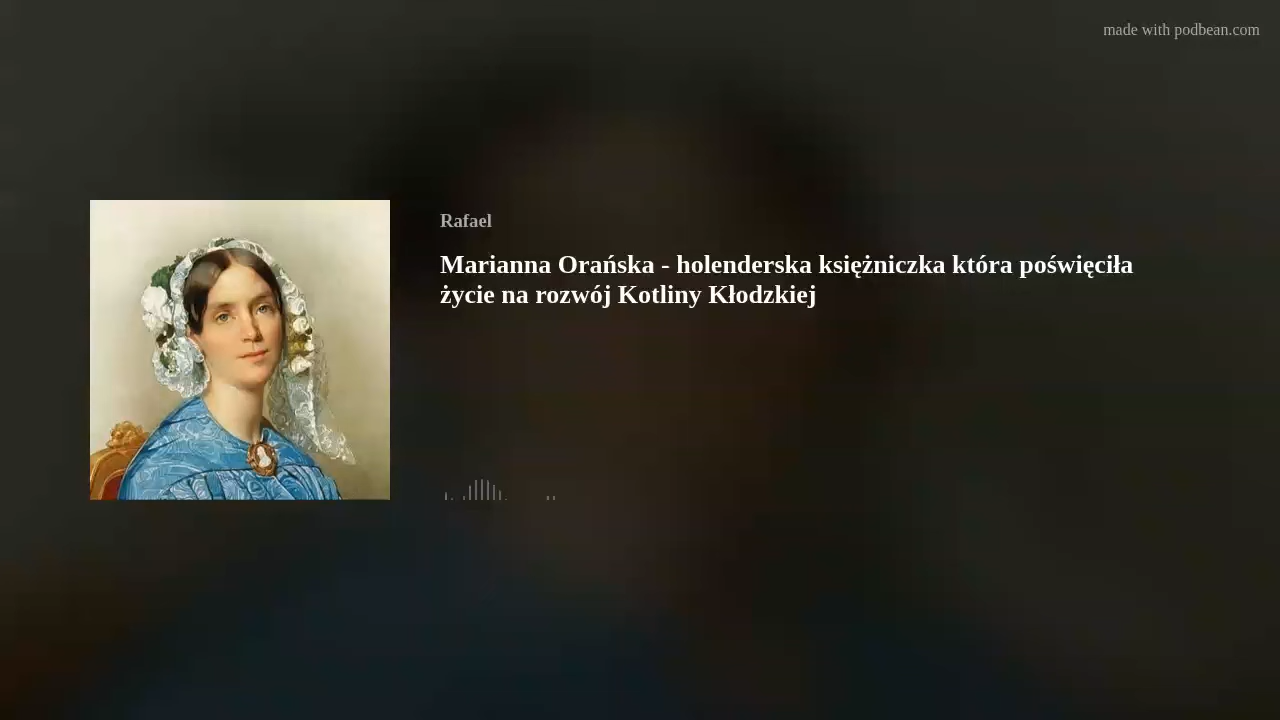 made with podbean.com
Rafael
Marianna Orańska - holenderska księżniczka która poświęciła
życie na rozwój Kotliny Kłodzkiej